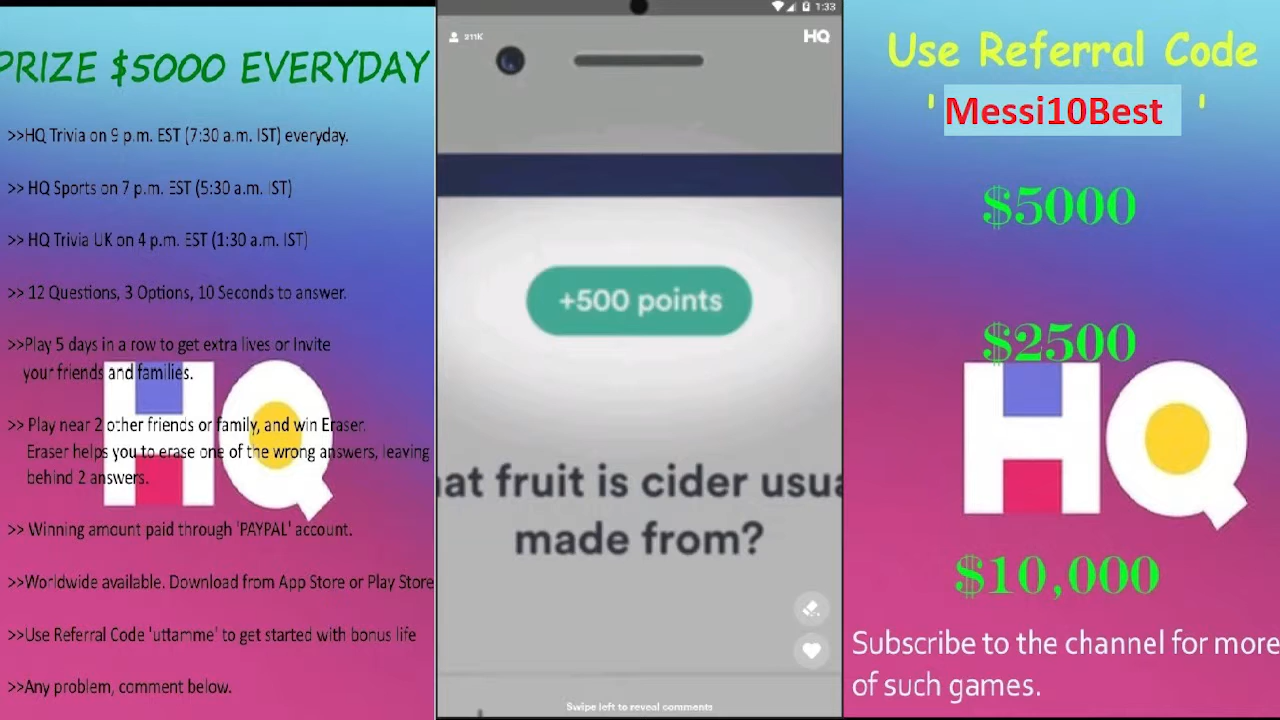 PRIZE $5000 EVERYDAY
>>HQ Trivia on 9 p.m. EST (7:30 a.m. IST) everyday.
>> HQ Sports on 7 p.m. EST (5:30 a.m. IST)
>> HQ Trivia UK on 4 p.m. EST (1:30 a.m. IST)
>> 12 Questions, 3 Options, 10 Seconds to answer.
>>Play 5 days in a row to get extra lives or Invite
your friends and families.
>> Play near 2 other friends or family, and win Eraser.
Eraser helps you to erase one of the wrong answers, leaving
behind 2 answers.
>> Winning amount paid through 'PAYPAL' account.
>>Worldwide available. Download from App Store or Play Store
>>Use Referral Code 'uttamme' to get started with bonus life
>>Any problem, comment below.
HQ
1:33
211K
HQ
+500 points
at fruit is cider usua
made from?
Swipe left to reveal comments
Use Referral Code
' Messi10Best '
$5000
$2500
HQ
$10,000
Subscribe to the channel for more
of such games.